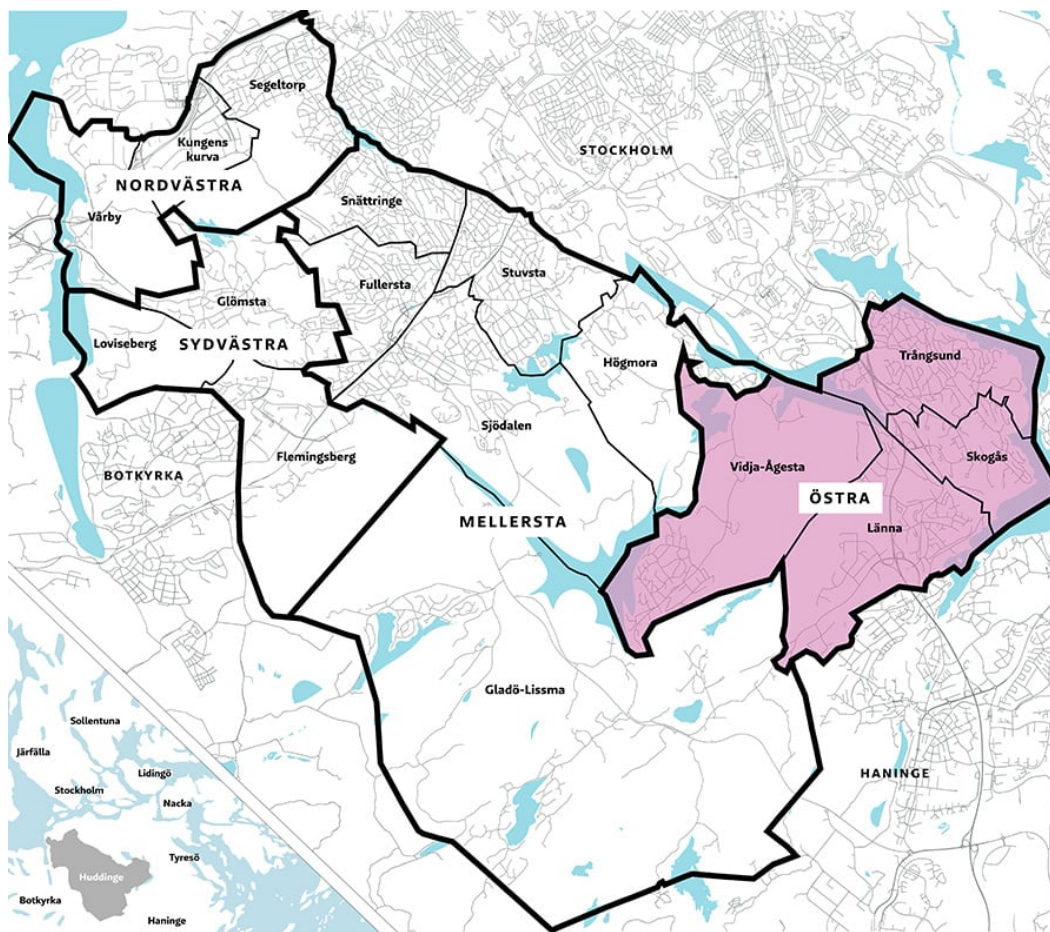 Segeltorp
Kungens
kurva
STOCKHOLM
NORDVÄSTRA
Snättringe
Vårby
Stuvsta
Fullersta
Glömsta
Loviseberg
SYDVÄSTRA
Högmora
Trångsund
Sjödalen
Flemingsberg
BOTKYRKA
Vidja-Ågesta
Skogås
ÖSTRA
MELLERSTA
Länna
Gladö-Lissma
HANINGE
Sollentuna
Järfälla
Lidingö
Stockholm
Nacka
Tyresö
Huddinge
Botkyrka
Haninge